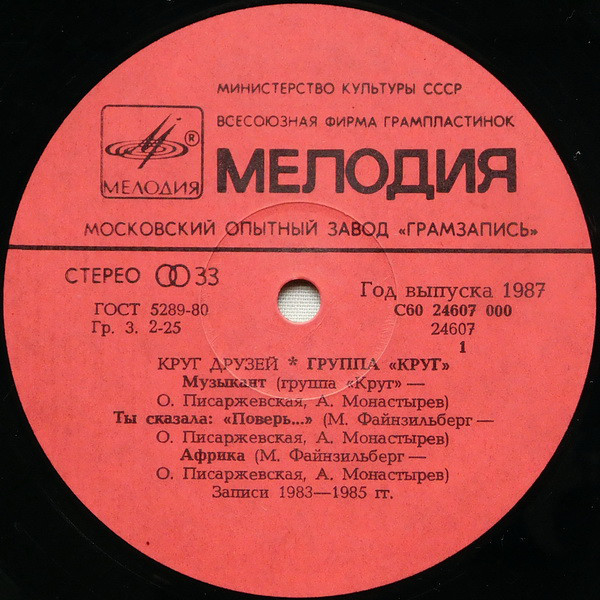 МИНИСТЕРСТВО КУЛЬТУРЫ СССР
ВСЕСОЮЗНАЯ ФИРМА ГРАМПЛАСТИНОК
®
МЕЛОДИЯ
МЕЛОДИЯ
МОСКОВСКИЙ ОПЫТНЫЙ ЗАВОД «ГРАМЗАПИСЬ»
СТЕРЕО 33
Год выпуска 1987
ГОСТ 5289-80
С60 24607 000
Гр. 3. 2-25
24607
1
КРУГ ДРУЗЕЙ * ГРУППА «КРУГ»
Музыкант (группа «Круг» —
О. Писаржевская, А. Монастырев)
Ты сказала: «Поверь...» (М. Файнзильберг —
О. Писаржевская, А. Монастырев)
Африка (М. Файнзильберг —
О. Писаржевская, А. Монастырев)
Записи 1983—1985 гг.